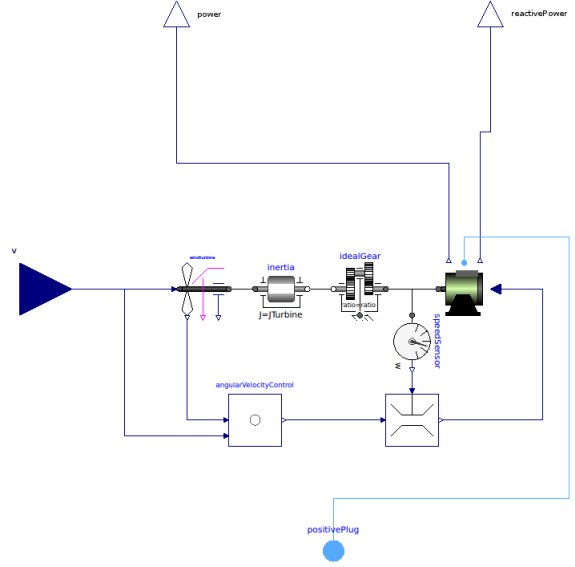 power
reactivePower
v
windturbine
idealGear
inertia
ratio=ratio
J=JTurbine
speedSensor
w
angularVelocityControl
positivePlug